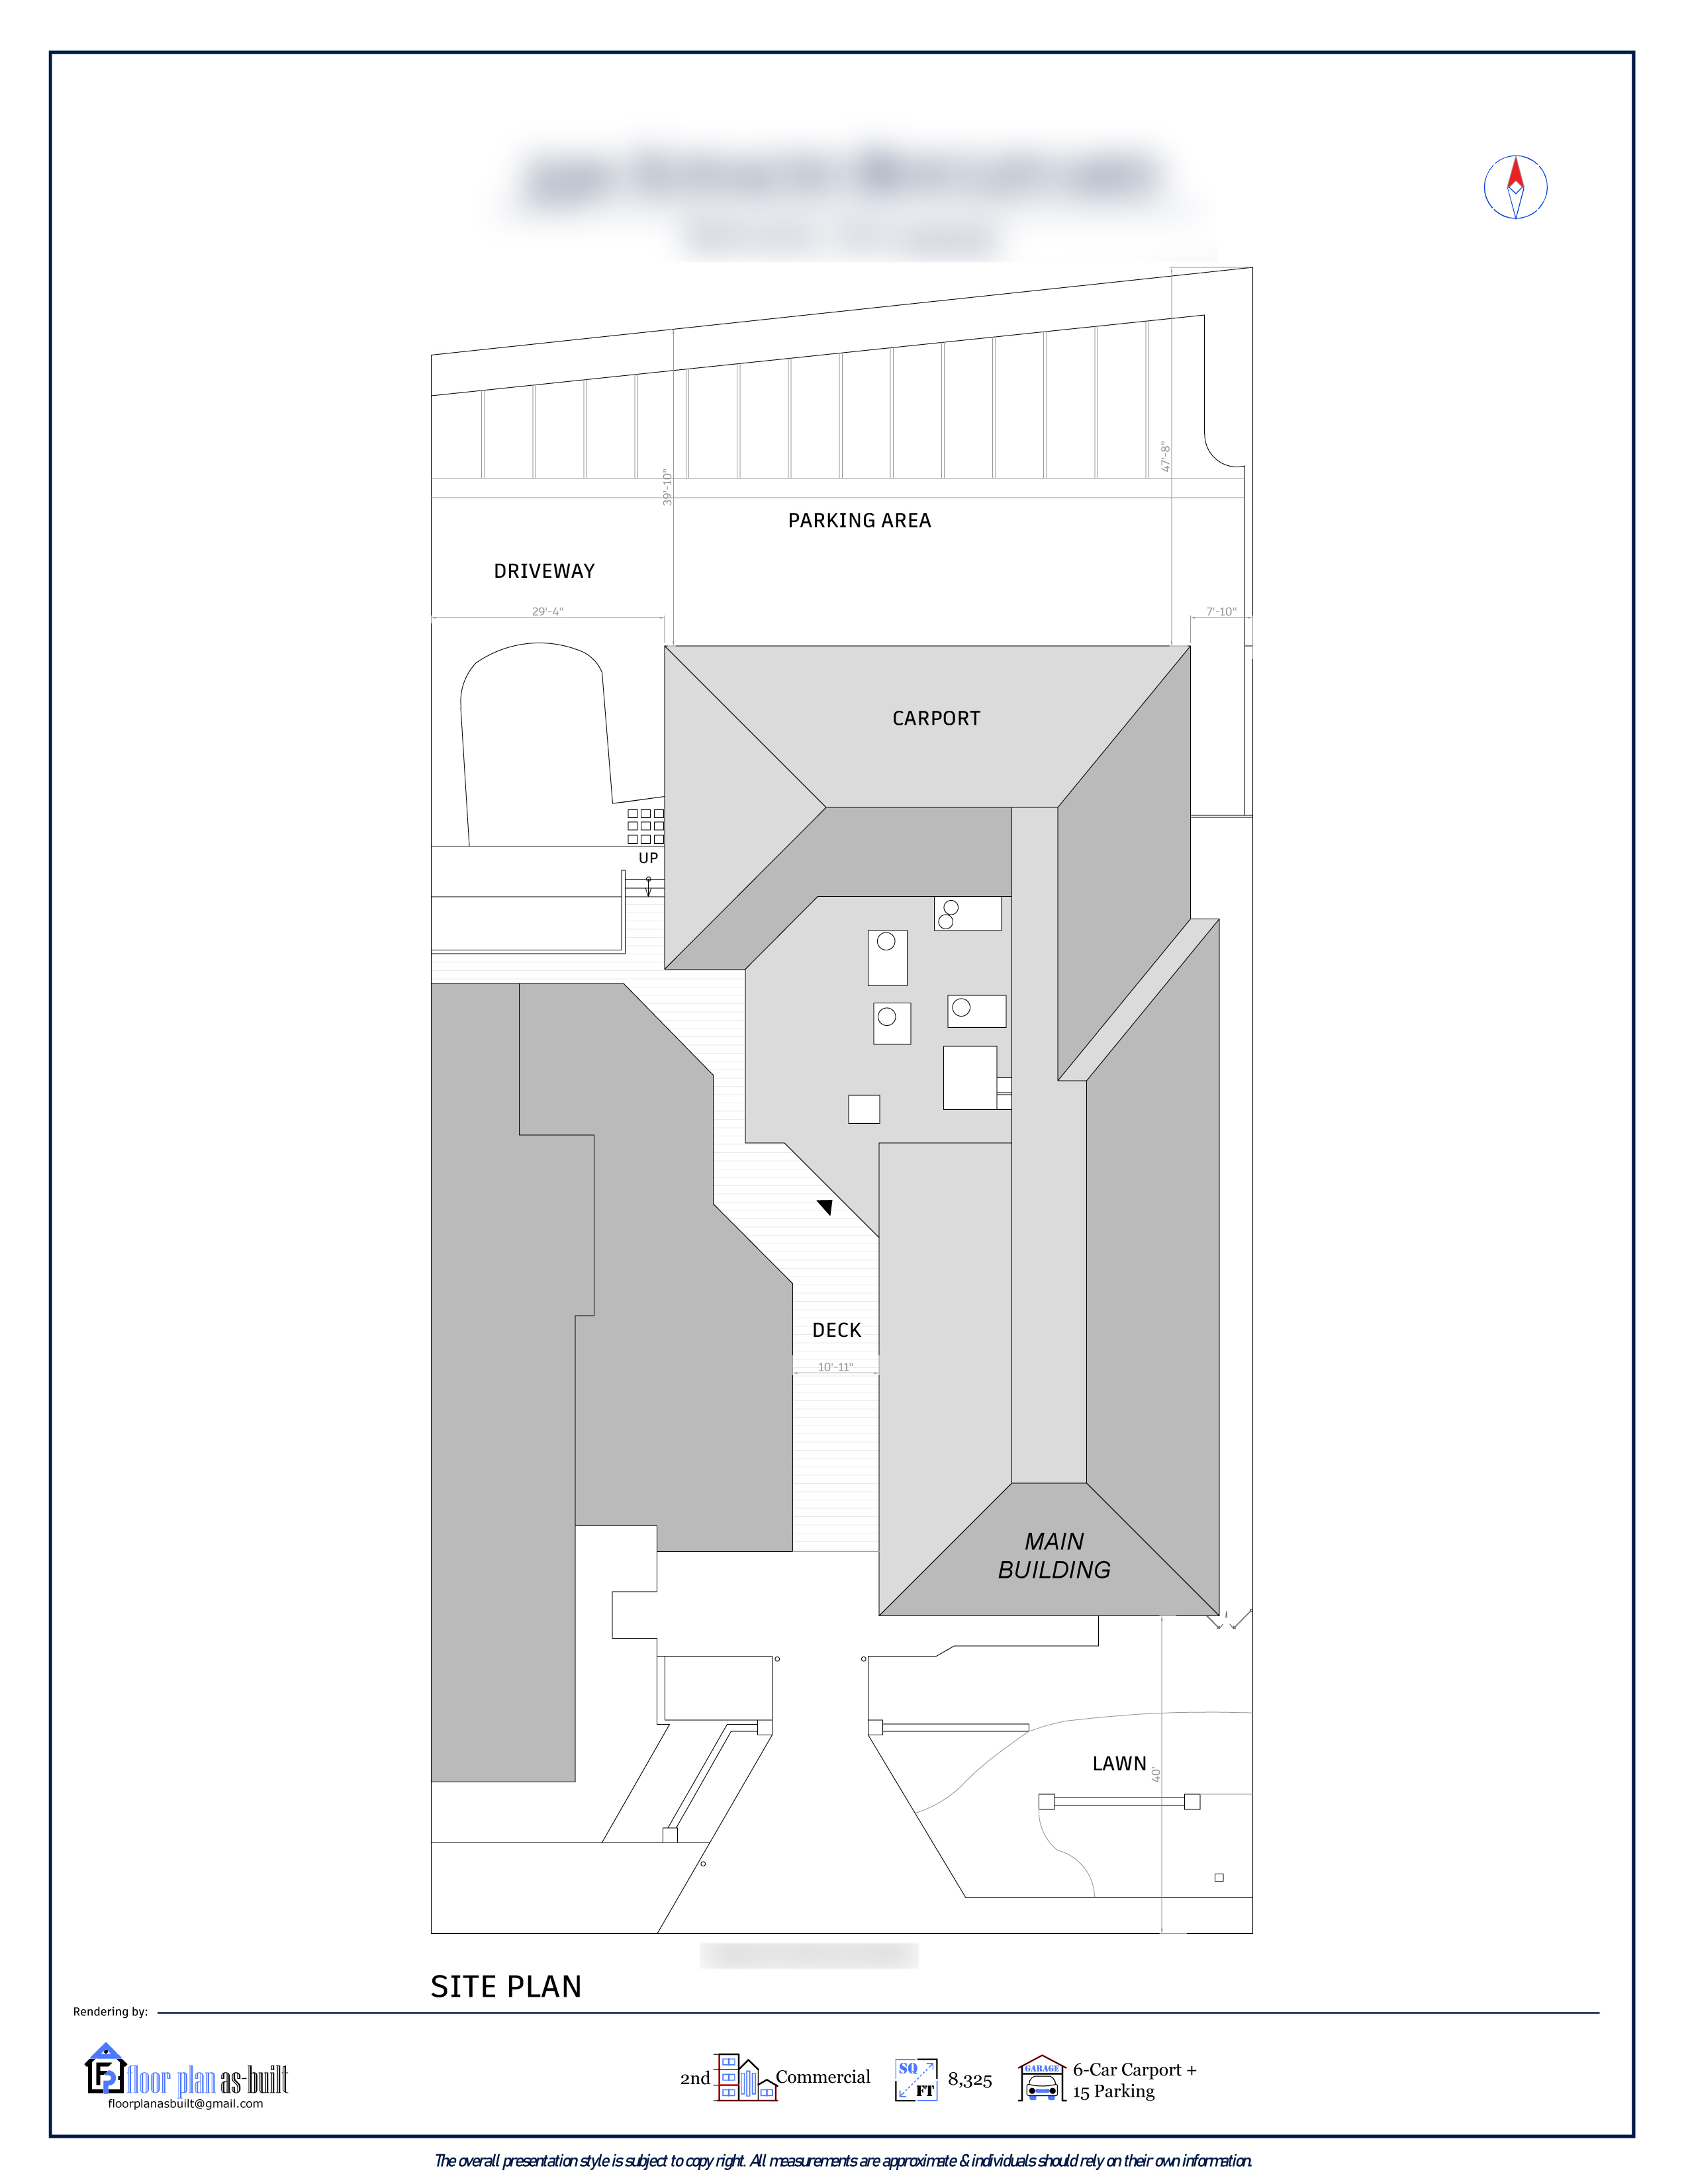 PARKING AREA
DRIVEWAY
39'-10"
47'-8"
29'-4"
7'-10"
CARPORT
UP
DECK
10'-11"
MAIN
BUILDING
LAWN
40'
SITE PLAN
Rendering by:
FP floor plan as-built
floorplanasbuilt@gmail.com
2nd Commercial
SQ FT 8,325
GARAGE 6-Car Carport +
15 Parking
The overall presentation style is subject to copy right. All measurements are approximate & individuals should rely on their own information.